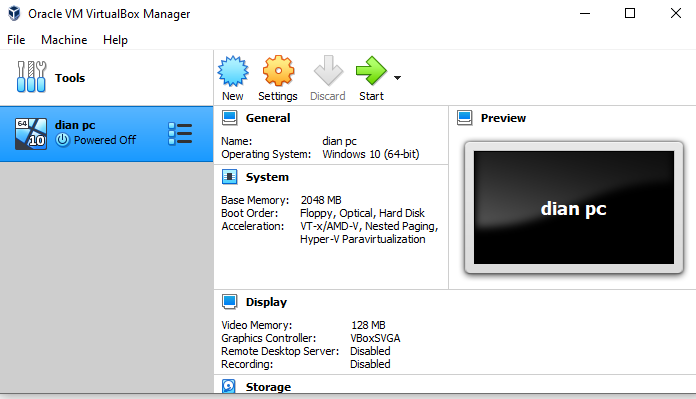 Oracle VM VirtualBox Manager
File Machine Help
Tools
New Settings Discard Start
64
10
dian pc
Powered Off
General
Name: dian pc
Operating System: Windows 10 (64-bit)
System
Base Memory: 2048 MB
Boot Order: Floppy, Optical, Hard Disk
Acceleration: VT-x/AMD-V, Nested Paging,
Hyper-V Paravirtualization
Preview
dian pc
Display
Video Memory: 128 MB
Graphics Controller: VBoxSVGA
Remote Desktop Server: Disabled
Recording: Disabled
Storage